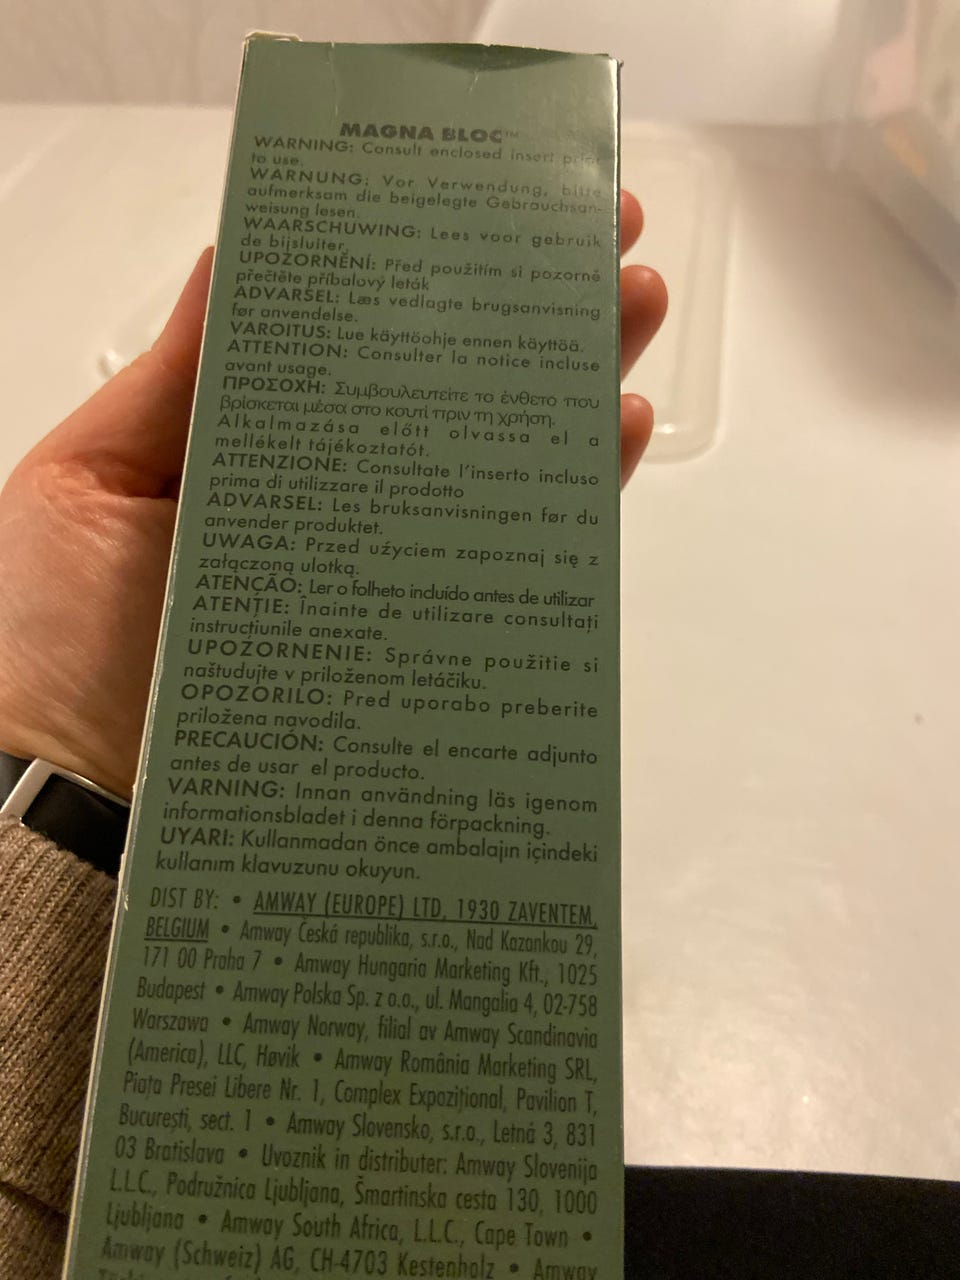 MAGNA BLOC™
WARNING: Consult enclosed insert prior
to use.
WARNUNG: Vor Verwendung, bitte
aufmerksam die beigelegte Gebrauchsan-
weisung lesen.
WAARSCHUWING: Lees voor gebruik
de bijsluiter.
UPOZORNĚNÍ: Před použitím si pozorně
přečtěte příbalový leták
ADVARSEL: Læs vedlagte brugsanvisning
før anvendelse.
VAROITUS: Lue käyttöohje ennen käyttöä.
ATTENTION: Consulter la notice incluse
avant usage.
ΠΡΟΣΟΧΗ: Συμβουλευτείτε το ένθετο που
βρίσκεται μέσα στο κουτί πριν τη χρήση.
Alkalmazása előtt olvassa el a
mellékelt tájékoztatót.
ATTENZIONE: Consultate l'inserto incluso
prima di utilizzare il prodotto
ADVARSEL: Les bruksanvisningen før du
anvender produktet.
UWAGA: Przed użyciem zapoznaj się z
załączoną ulotką.
ATENÇÃO: Ler o folheto incluído antes de utilizar
ATENȚIE: Înainte de utilizare consultați
instrucțiunile anexate.
UPOZORNENIE: Správne použitie si
naštudujte v priloženom letáčiku.
OPOZORILO: Pred uporabo preberite
priložena navodila.
PRECAUCIÓN: Consulte el encarte adjunto
antes de usar el producto.
VARNING: Innan användning läs igenom
informationsbladet i denna förpackning.
UYARI: Kullanmadan önce ambalajın içindeki
kullanım klavuzunu okuyun.
DIST BY: • AMWAY (EUROPE) LTD, 1930 ZAVENTEM,
BELGIUM • Amway Česká republika, s.r.o., Nad Kazankou 29,
171 00 Praha 7 • Amway Hungaria Marketing Kft., 1025
Budapest • Amway Polska Sp. z o.o., ul. Mangalia 4, 02-758
Warszawa • Amway Norway, filial av Amway Scandinavia
(America), LLC, Høvik • Amway România Marketing SRL,
Piața Presei Libere Nr. 1, Complex Expozițional, Pavilion T,
București, sect. 1 • Amway Slovensko, s.r.o., Letná 3, 831
03 Bratislava • Uvoznik in distributer: Amway Slovenija
L.L.C., Podružnica Ljubljana, Šmartinska cesta 130, 1000
Ljubljana • Amway South Africa, L.L.C., Cape Town •
Amway (Schweiz) AG, CH-4703 Kestenholz • Amway